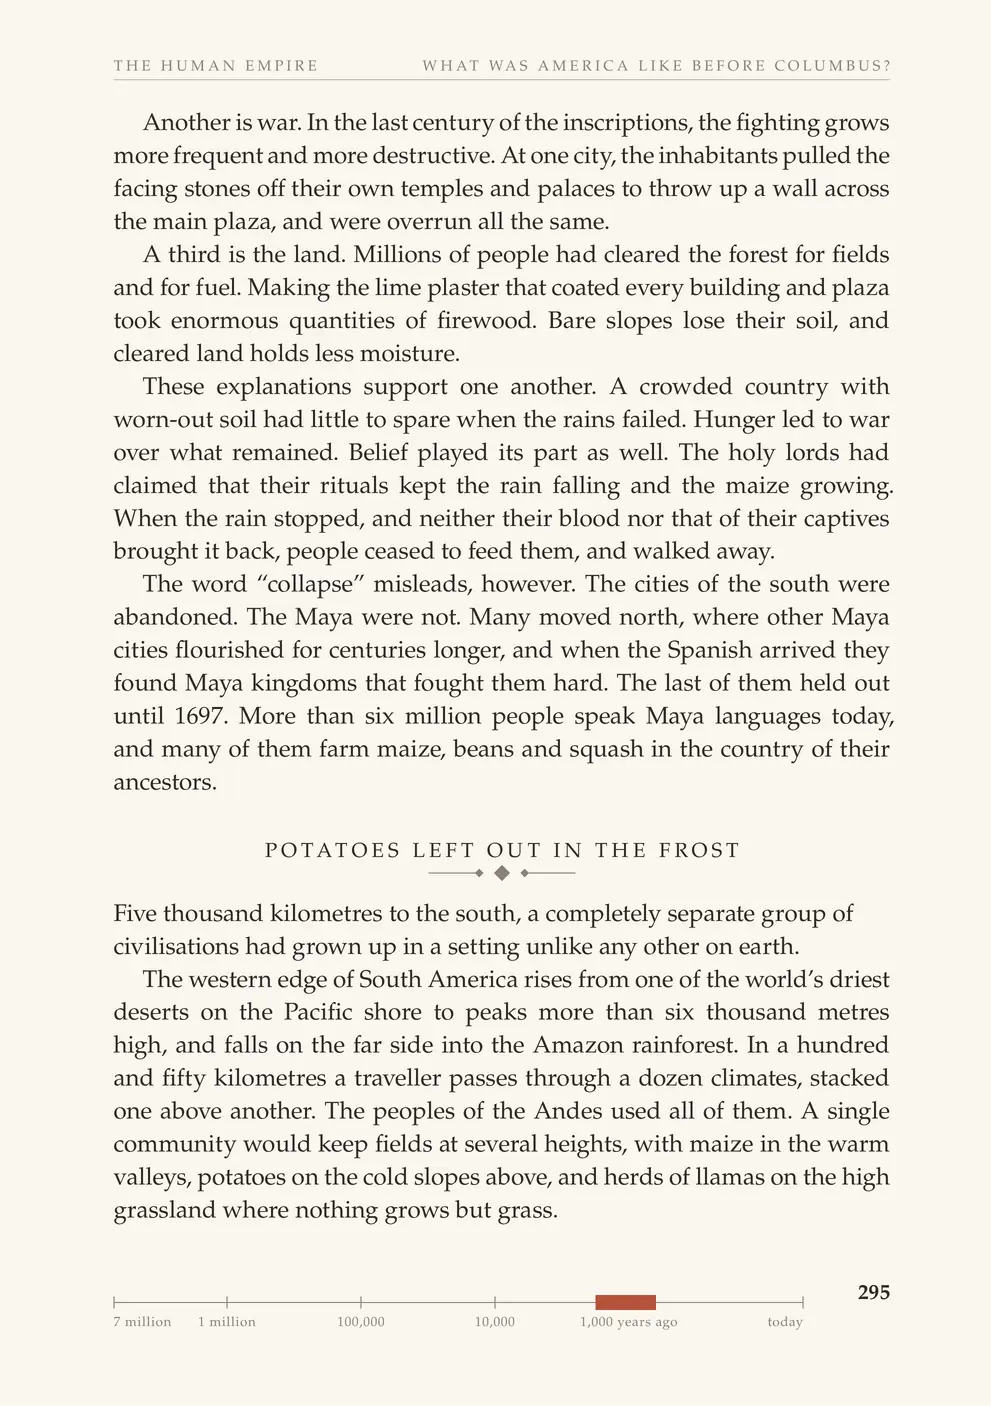 THE HUMAN EMPIRE
WHAT WAS AMERICA LIKE BEFORE COLUMBUS?
Another is war. In the last century of the inscriptions, the fighting grows
more frequent and more destructive. At one city, the inhabitants pulled the
facing stones off their own temples and palaces to throw up a wall across
the main plaza, and were overrun all the same.
A third is the land. Millions of people had cleared the forest for fields
and for fuel. Making the lime plaster that coated every building and plaza
took enormous quantities of firewood. Bare slopes lose their soil, and
cleared land holds less moisture.
These explanations support one another. A crowded country with
worn-out soil had little to spare when the rains failed. Hunger led to war
over what remained. Belief played its part as well. The holy lords had
claimed that their rituals kept the rain falling and the maize growing.
When the rain stopped, and neither their blood nor that of their captives
brought it back, people ceased to feed them, and walked away.
The word “collapse” misleads, however. The cities of the south were
abandoned. The Maya were not. Many moved north, where other Maya
cities flourished for centuries longer, and when the Spanish arrived they
found Maya kingdoms that fought them hard. The last of them held out
until 1697. More than six million people speak Maya languages today,
and many of them farm maize, beans and squash in the country of their
ancestors.
POTATOES LEFT OUT IN THE FROST
Five thousand kilometres to the south, a completely separate group of
civilisations had grown up in a setting unlike any other on earth.
The western edge of South America rises from one of the world’s driest
deserts on the Pacific shore to peaks more than six thousand metres
high, and falls on the far side into the Amazon rainforest. In a hundred
and fifty kilometres a traveller passes through a dozen climates, stacked
one above another. The peoples of the Andes used all of them. A single
community would keep fields at several heights, with maize in the warm
valleys, potatoes on the cold slopes above, and herds of llamas on the high
grassland where nothing grows but grass.
295
7 million 1 million 100,000 10,000 1,000 years ago today